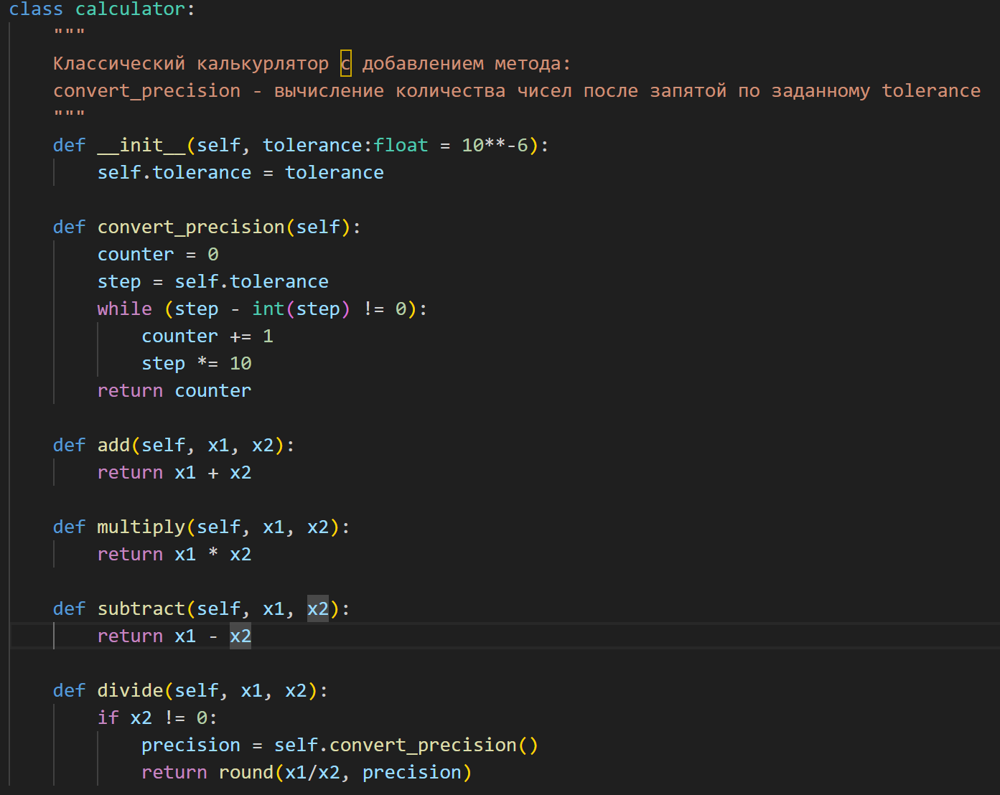 class calculator:
    """
    Классический калькурлятор с добавлением метода:
    convert_precision - вычисление количества чисел после запятой по заданному tolerance
    """
    def __init__(self, tolerance:float = 10**-6):
        self.tolerance = tolerance

    def convert_precision(self):
        counter = 0
        step = self.tolerance
        while (step - int(step) != 0):
            counter += 1
            step *= 10
        return counter

    def add(self, x1, x2):
        return x1 + x2

    def multiply(self, x1, x2):
        return x1 * x2

    def subtract(self, x1, x2):
        return x1 - x2

    def divide(self, x1, x2):
        if x2 != 0:
            precision = self.convert_precision()
            return round(x1/x2, precision)